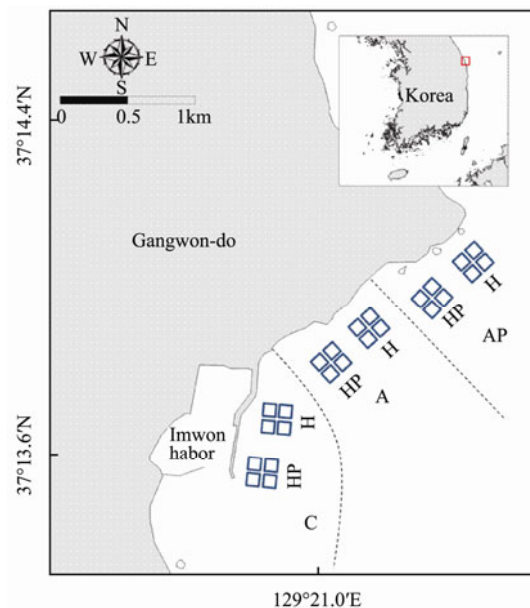 N
W E
S
0 0.5 1km
Korea
37°14.4′N
Gangwon-do
H
HP
AP
H
HP
A
Imwon
habor
H
HP
C
37°13.6′N
129°21.0′E